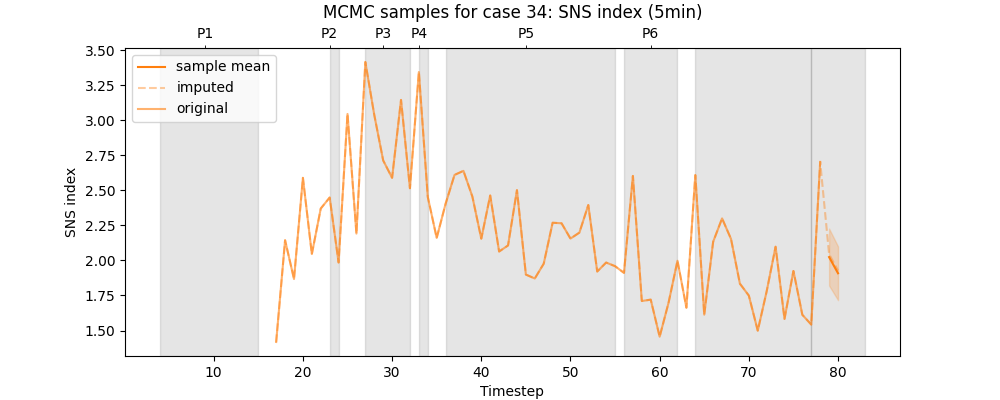 MCMC samples for case 34: SNS index (5min)
P1 P2 P3 P4 P5 P6
sample mean
imputed
original
3.50
3.25
3.00
2.75
2.50
2.25
2.00
1.75
1.50
SNS index
10 20 30 40 50 60 70 80
Timestep